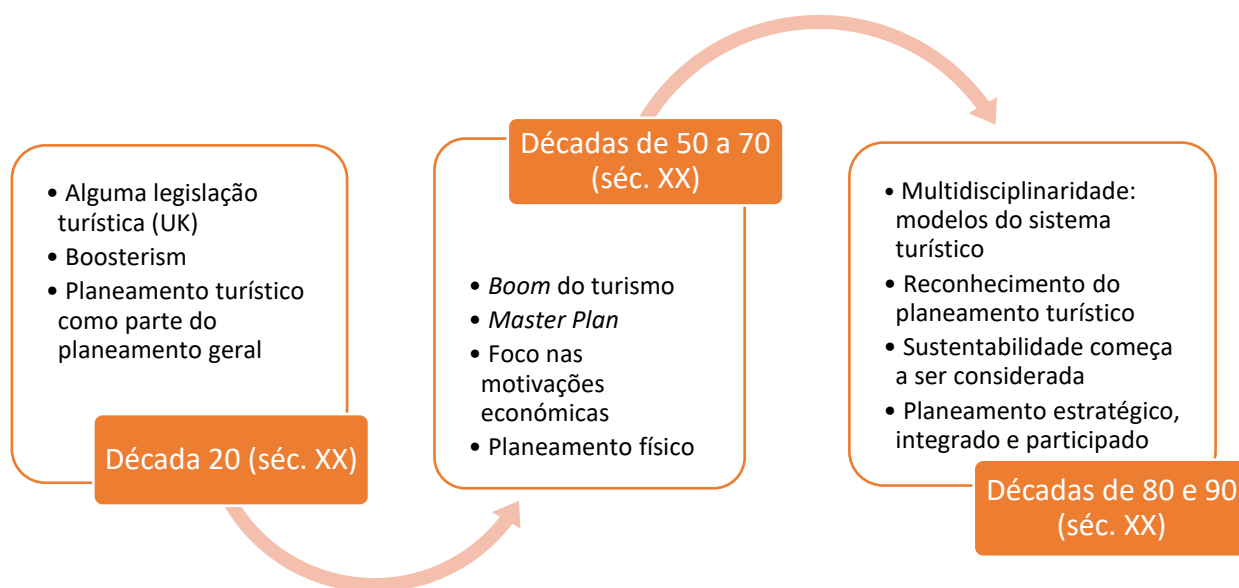 • Alguma legislação
turística (UK)
• Boosterism
• Planeamento turístico
como parte do
planeamento geral
Década 20 (séc. XX)
Décadas de 50 a 70
(séc. XX)
• Boom do turismo
• Master Plan
• Foco nas
motivações
económicas
• Planeamento físico
• Multidisciplinaridade:
modelos do sistema
turístico
• Reconhecimento do
planeamento turístico
• Sustentabilidade começa
a ser considerada
• Planeamento estratégico,
integrado e participado
Décadas de 80 e 90
(séc. XX)